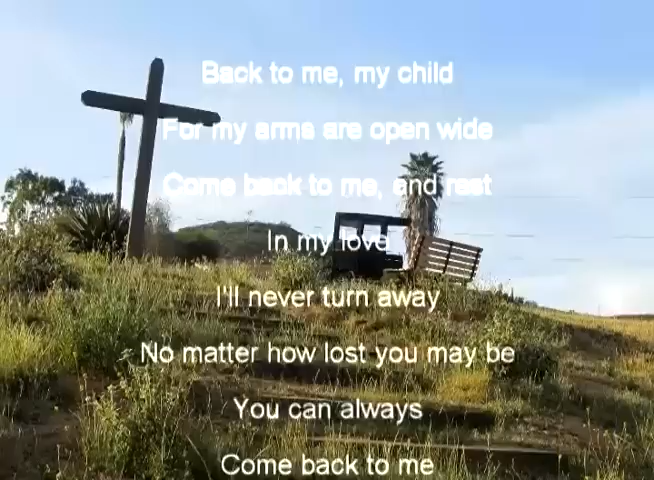 Back to me, my child
For my arms are open wide
Come back to me, and rest
In my love
I'll never turn away
No matter how lost you may be
You can always
Come back to me